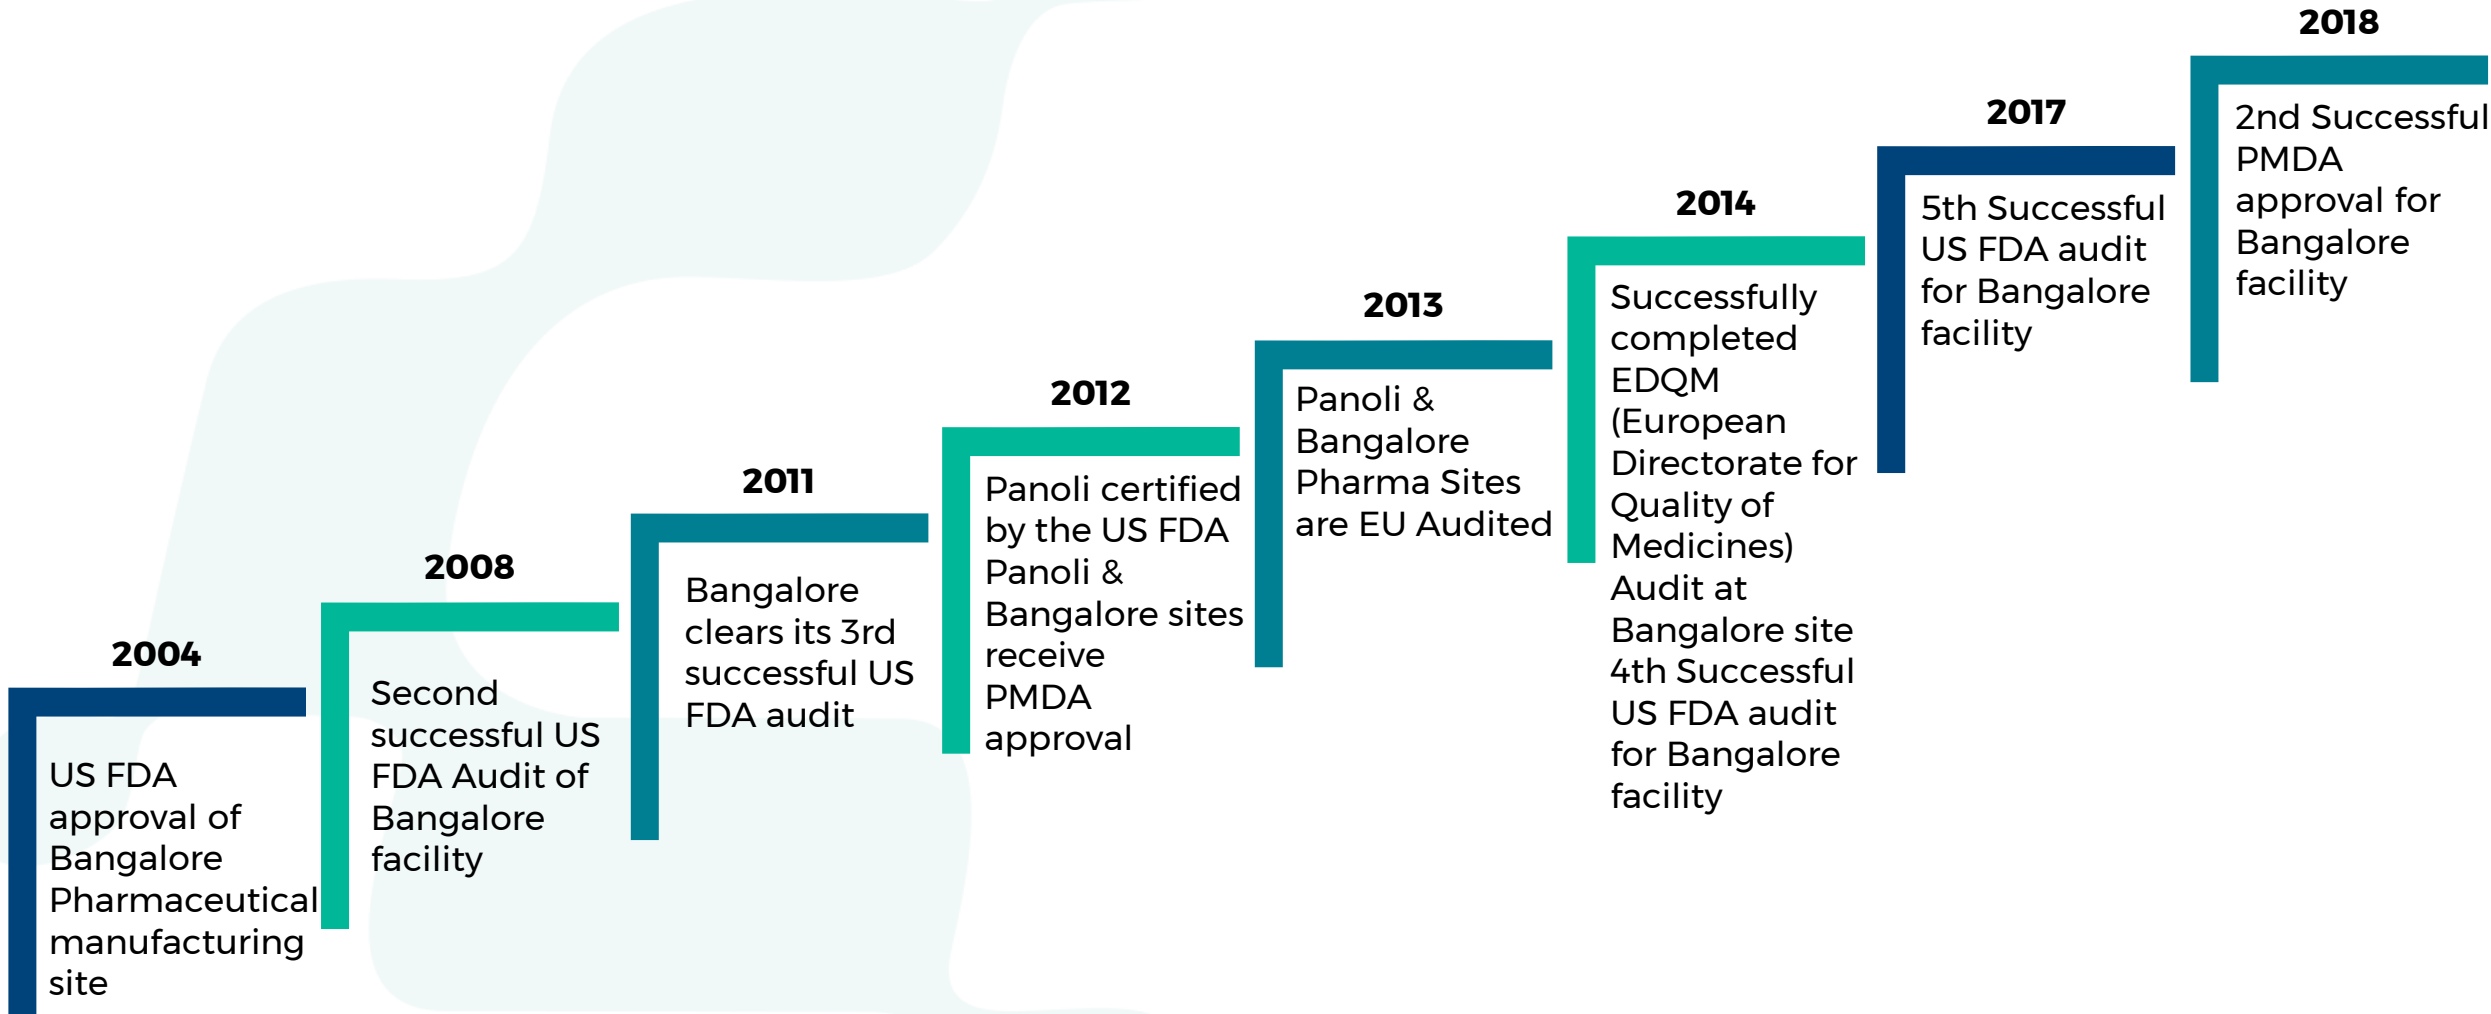 2004
US FDA
approval of
Bangalore
Pharmaceutical
manufacturing
site
2008
Second
successful US
FDA Audit of
Bangalore
facility
2011
Bangalore
clears its 3rd
successful US
FDA audit
2012
Panoli certified
by the US FDA
Panoli &
Bangalore sites
receive
PMDA
approval
2013
Panoli &
Bangalore
Pharma Sites
are EU Audited
2014
Successfully
completed
EDQM
(European
Directorate for
Quality of
Medicines)
Audit at
Bangalore site
4th Successful
US FDA audit
for Bangalore
facility
2017
5th Successful
US FDA audit
for Bangalore
facility
2018
2nd Successful
PMDA
approval for
Bangalore
facility